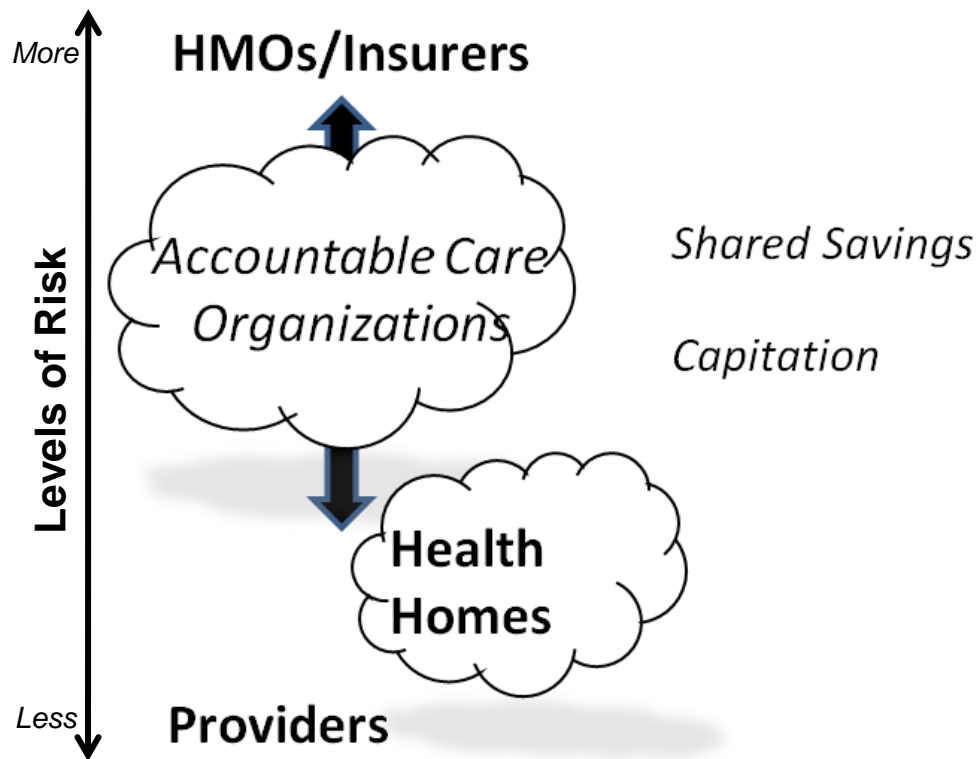 More
HMOs/Insurers
Levels of Risk
Accountable Care
Organizations
Shared Savings
Capitation
Health
Homes
Less
Providers